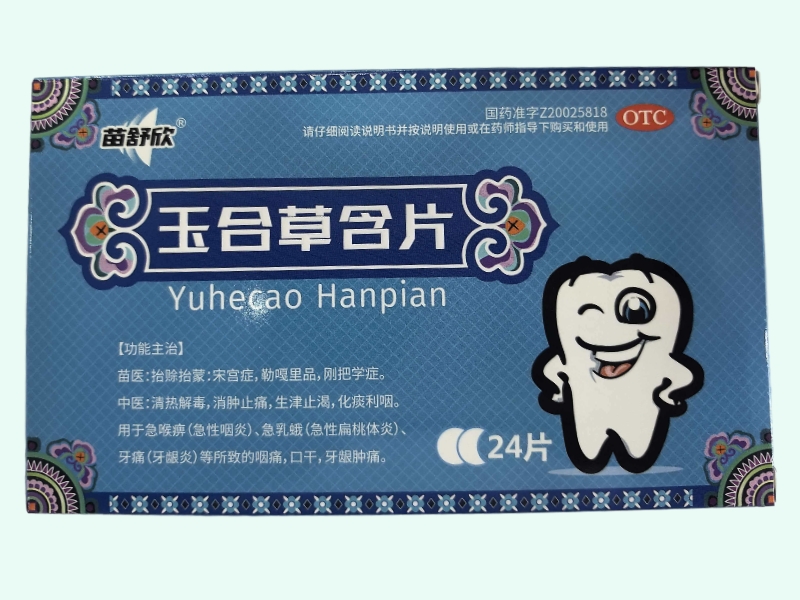 苗舒欣®
国药准字Z20025818
请仔细阅读说明书并按说明使用或在药师指导下购买和使用
OTC
玉合草含片
Yuhecao Hanpian
【功能主治】
苗医:抬赊抬蒙:宋宫症,勒嘎里品,刚把学症。
中医:清热解毒,消肿止痛,生津止渴,化痰利咽。
用于急喉痹(急性咽炎)、急乳蛾(急性扁桃体炎)、
牙痛(牙龈炎)等所致的咽痛,口干,牙龈肿痛。
24片